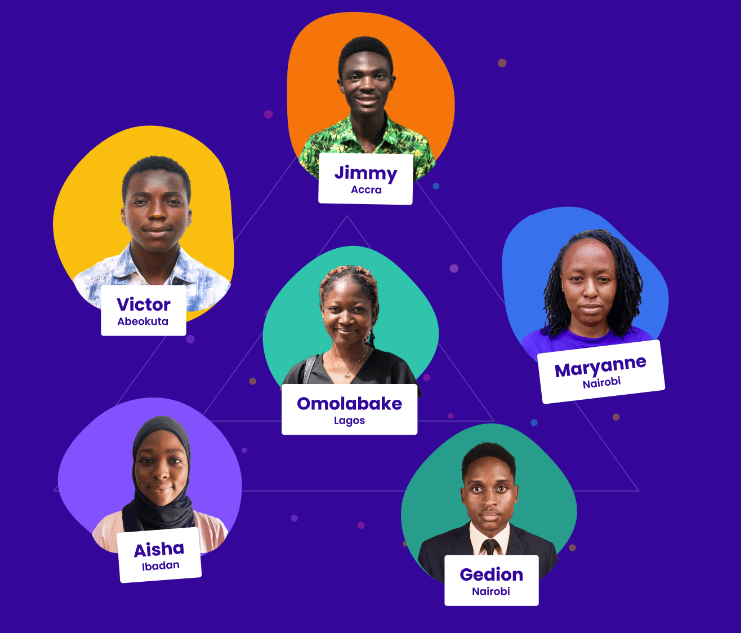 Jimmy
Accra
Victor
Abeokuta
Omolabake
Lagos
Maryanne
Nairobi
Aisha
Ibadan
Gedion
Nairobi